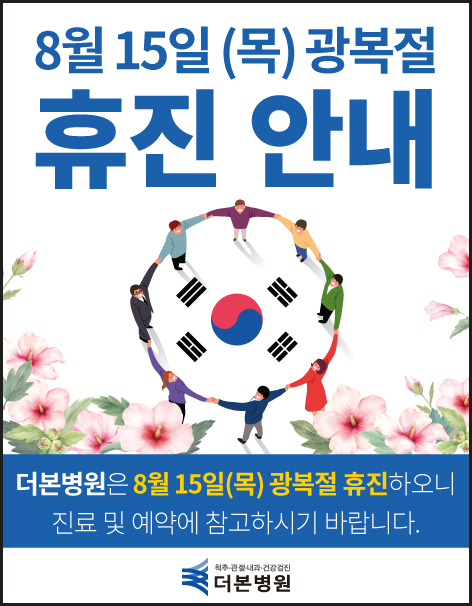 8월 15일 (목) 광복절
휴진 안내
더본병원은 8월 15일(목) 광복절 휴진하오니
진료 및 예약에 참고하시기 바랍니다.
척추·관절·내과·건강검진
더본병원